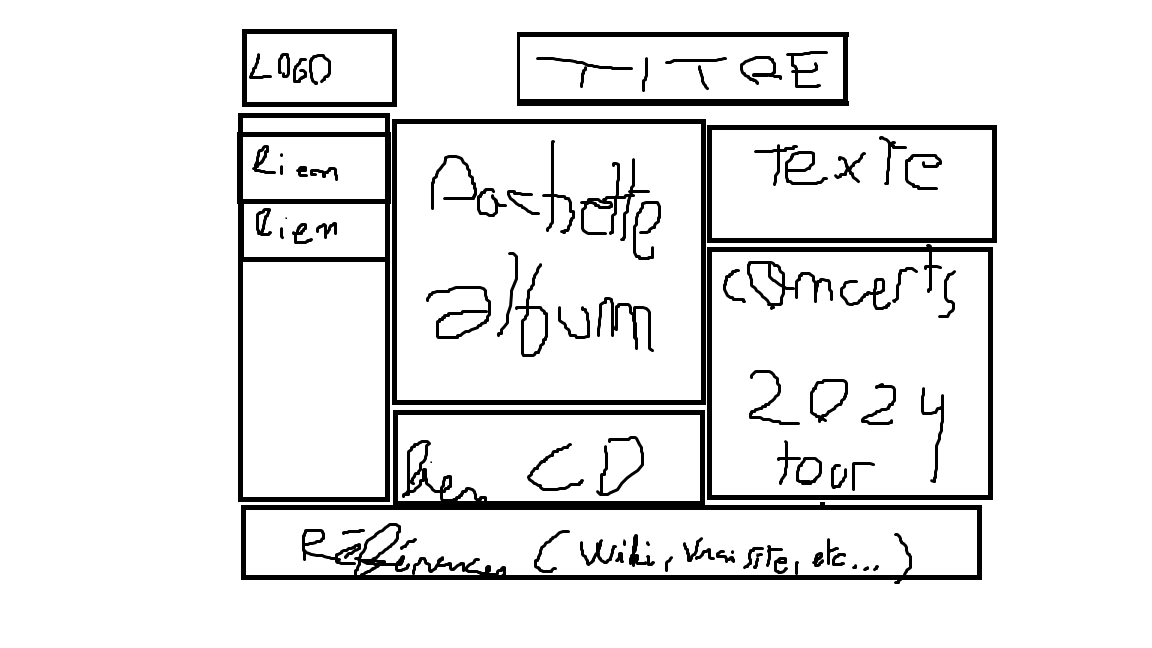 LOGO
TITRE
Lien
Lien
Pochette
album
Texte
concerts
2024
tour
Lien CD
Références (Wiki, Vrai site, etc...)